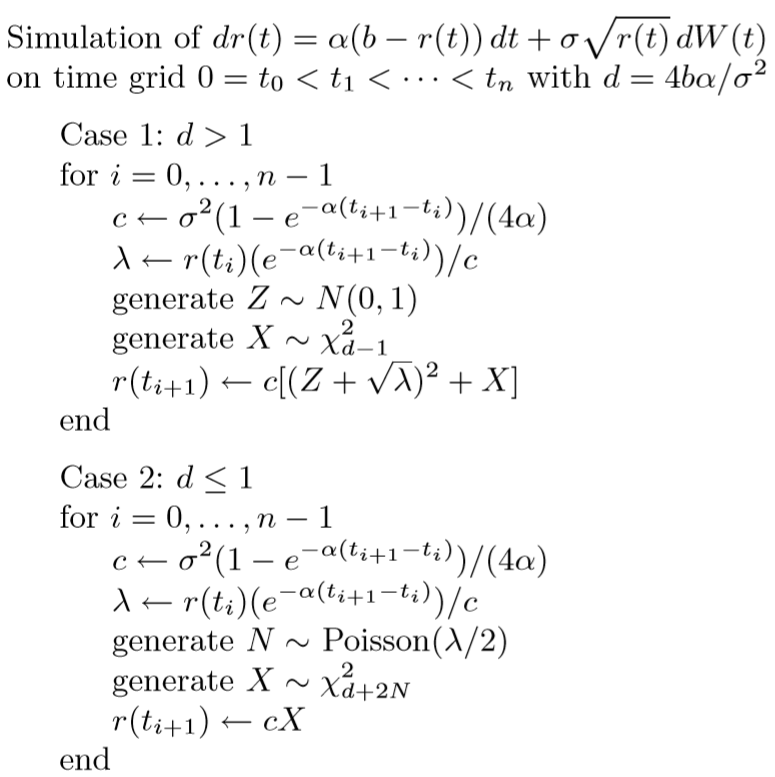 Simulation of dr(t) = α(b − r(t)) dt + σ√r(t) dW(t)
on time grid 0 = t₀ < t₁ < ⋯ < tₙ with d = 4bα/σ²
Case 1: d > 1
for i = 0, . . . , n − 1
c ← σ²(1 − e^{−α(t_{i+1}−t_i)})/(4α)
λ ← r(t_i)(e^{−α(t_{i+1}−t_i)})/c
generate Z ∼ N(0, 1)
generate X ∼ χ²_{d−1}
r(t_{i+1}) ← c[(Z + √λ)² + X]
end
Case 2: d ≤ 1
for i = 0, . . . , n − 1
c ← σ²(1 − e^{−α(t_{i+1}−t_i)})/(4α)
λ ← r(t_i)(e^{−α(t_{i+1}−t_i)})/c
generate N ∼ Poisson(λ/2)
generate X ∼ χ²_{d+2N}
r(t_{i+1}) ← cX
end